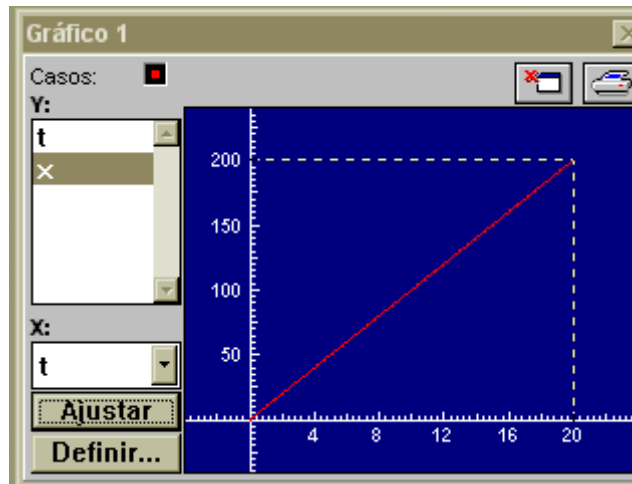 Gráfico 1
Casos:
Y:
t
x
X:
t
Ajustar
Definir...
200
150
100
50
4 8 12 16 20